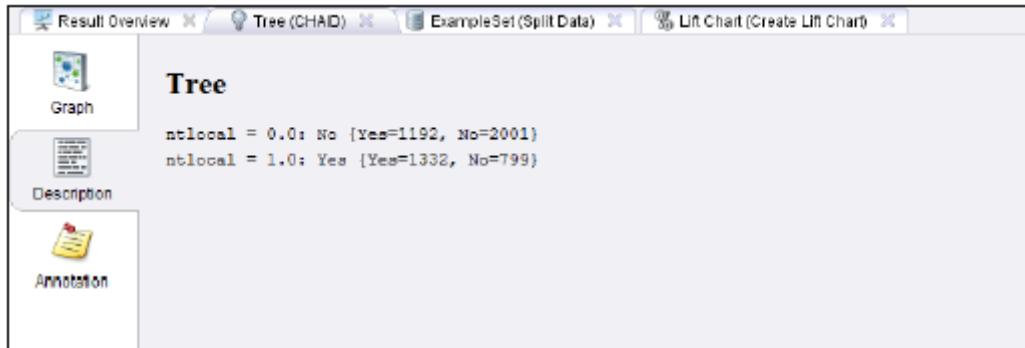 Result Overview Tree (CHAID) ExampleSet (Split Data) Lift Chart (Create Lift Chart)
Graph
Tree
ntlocal = 0.0: No {Yes=1192, No=2001}
ntlocal = 1.0: Yes {Yes=1332, No=799}
Description
Annotation